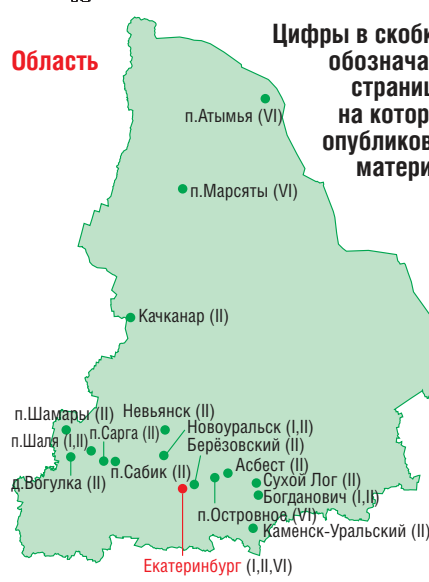 Область
Цифры в скобк
обозначаю
страниц
на котор
опубликов
матери
п.Атымья (VI)
п.Марсяты (VI)
Качканар (II)
п.Шамары (II)
Невьянск (II)
п.Шаля (I,II)
п.Сарга (II)
Новоуральск (I,II)
Берёзовский (II)
д.Вогулка (II)
п.Сабик (II)
Асбест (II)
Сухой Лог (II)
Богданович (I,II)
п.Островное (VI)
Каменск-Уральский (II)
Екатеринбург (I,II,VI)